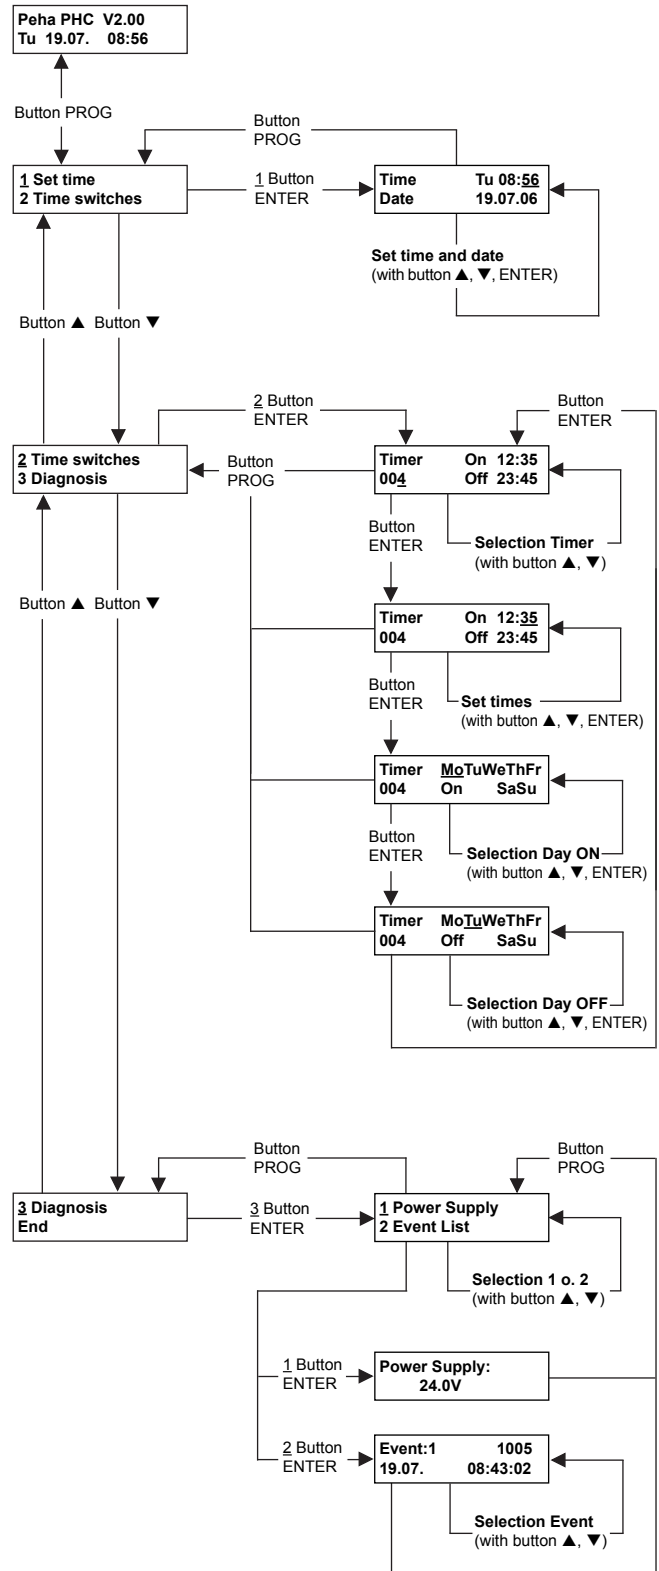 Peha PHC V2.00
Tu 19.07. 08:56
Button PROG
Button
PROG
1 Set time
2 Time switches
1 Button
ENTER
Time Tu 08:56
Date 19.07.06
Set time and date
(with button ▲, ▼, ENTER)
Button ▲ Button ▼
2 Button
ENTER
Button
ENTER
2 Time switches
3 Diagnosis
Button
PROG
Timer On 12:35
004 Off 23:45
Button
ENTER
Selection Timer
(with button ▲, ▼)
Button ▲ Button ▼
Timer On 12:35
004 Off 23:45
Button
ENTER
Set times
(with button ▲, ▼, ENTER)
Timer MoTuWeThFr
004 On SaSu
Button
ENTER
Selection Day ON
(with button ▲, ▼, ENTER)
Timer MoTuWeThFr
004 Off SaSu
Selection Day OFF
(with button ▲, ▼, ENTER)
Button
PROG
Button
PROG
3 Diagnosis
End
3 Button
ENTER
1 Power Supply
2 Event List
Selection 1 o. 2
(with button ▲, ▼)
1 Button
ENTER
Power Supply:
24.0V
2 Button
ENTER
Event:1 1005
19.07. 08:43:02
Selection Event
(with button ▲, ▼)